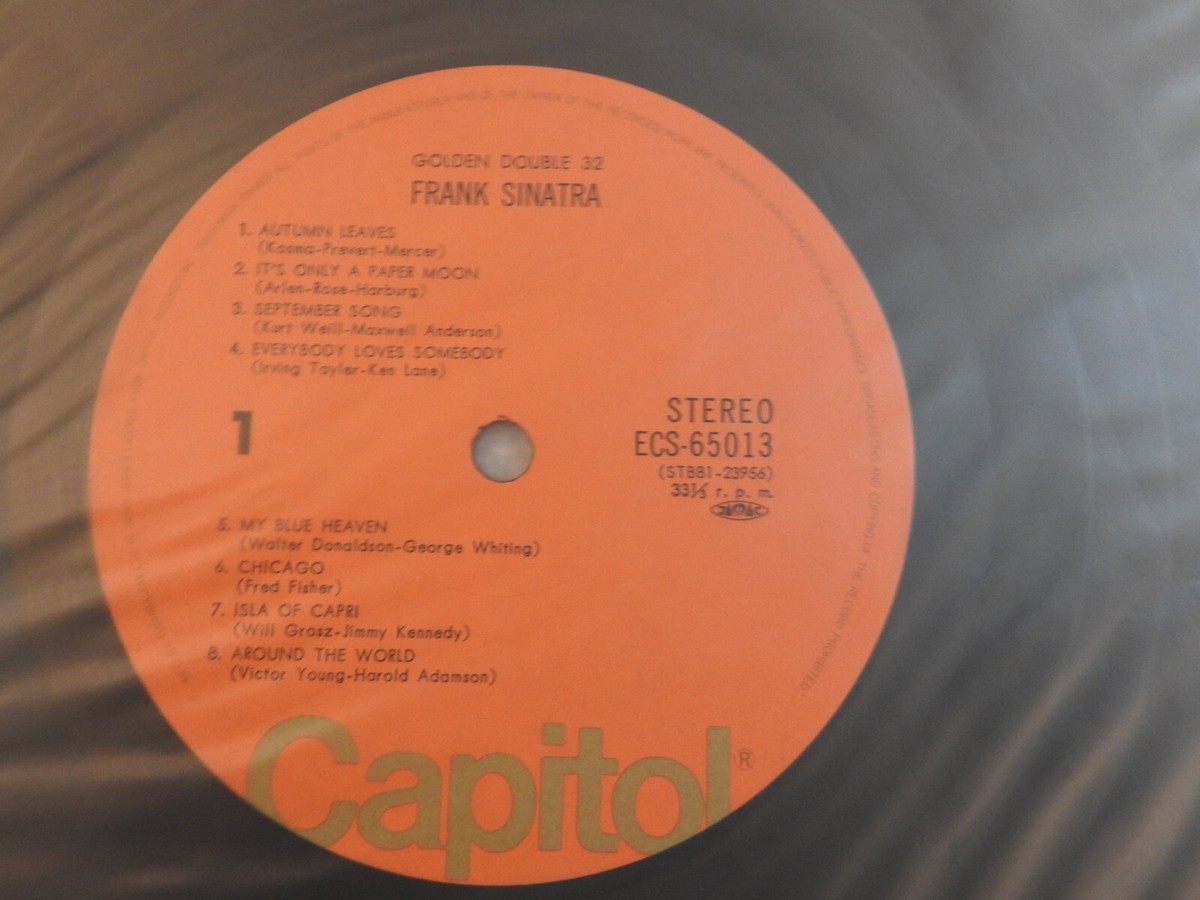 GOLDEN DOUBLE 32
FRANK SINATRA
1. AUTUMN LEAVES
(Kosma-Prevert-Mercer)
2. IT'S ONLY A PAPER MOON
(Arlen-Rose-Harburg)
3. SEPTEMBER SONG
(Kurt Weill-Maxwell Anderson)
4. EVERYBODY LOVES SOMEBODY
(Irving Tayler-Ken Lane)
1
STEREO
ECS-65013
(STBB1-23956)
33⅓ r. p. m.
5. MY BLUE HEAVEN
(Walter Donaldson-George Whiting)
6. CHICAGO
(Fred Fisher)
7. ISLA OF CAPRI
(Will Grosz-Jimmy Kennedy)
8. AROUND THE WORLD
(Victor Young-Harold Adamson)
Capitol®